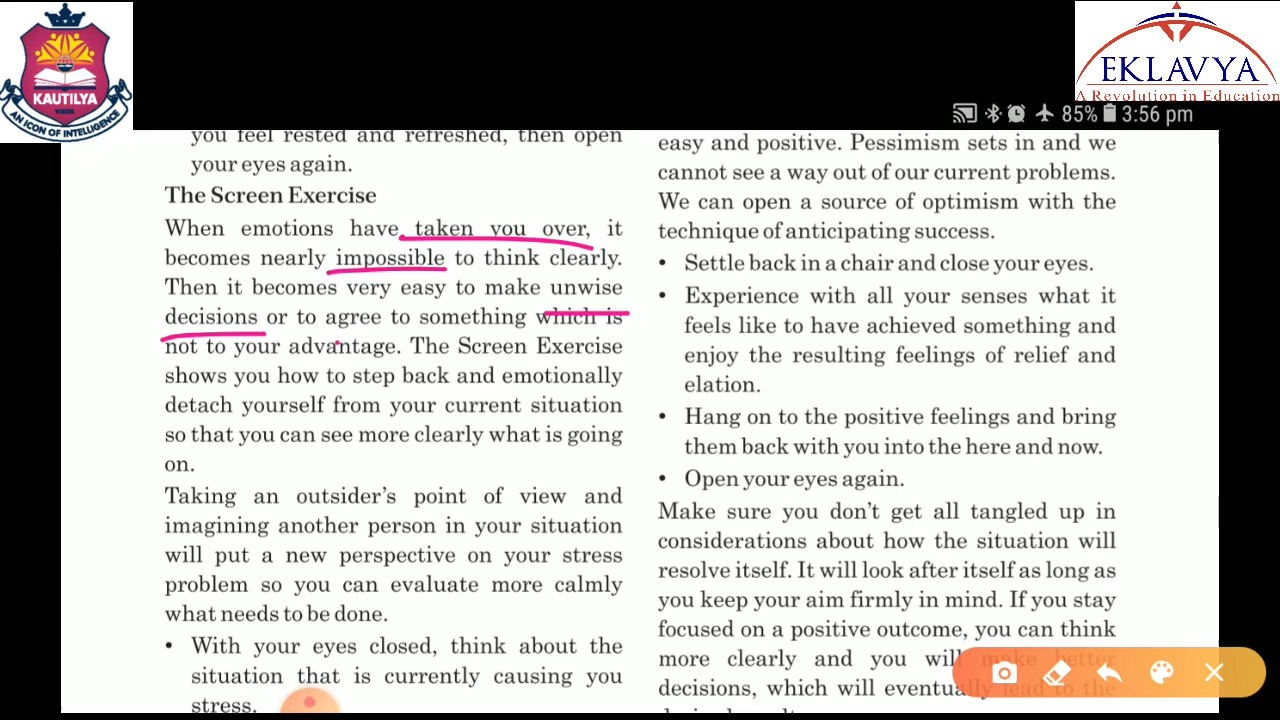 KAUTILYA
AN ICON OF INTELLIGENCE
EKLAVYA
A Revolution in Education
85% 3:56 pm
you feel rested and refreshed, then open
your eyes again.
The Screen Exercise
When emotions have taken you over, it
becomes nearly impossible to think clearly.
Then it becomes very easy to make unwise
decisions or to agree to something which is
not to your advantage. The Screen Exercise
shows you how to step back and emotionally
detach yourself from your current situation
so that you can see more clearly what is going
on.
Taking an outsider's point of view and
imagining another person in your situation
will put a new perspective on your stress
problem so you can evaluate more calmly
what needs to be done.
• With your eyes closed, think about the
situation that is currently causing you
stress.
easy and positive. Pessimism sets in and we
cannot see a way out of our current problems.
We can open a source of optimism with the
technique of anticipating success.
• Settle back in a chair and close your eyes.
• Experience with all your senses what it
feels like to have achieved something and
enjoy the resulting feelings of relief and
elation.
• Hang on to the positive feelings and bring
them back with you into the here and now.
• Open your eyes again.
Make sure you don't get all tangled up in
considerations about how the situation will
resolve itself. It will look after itself as long as
you keep your aim firmly in mind. If you stay
focused on a positive outcome, you can think
more clearly and you will make better
decisions, which will eventually lead to the